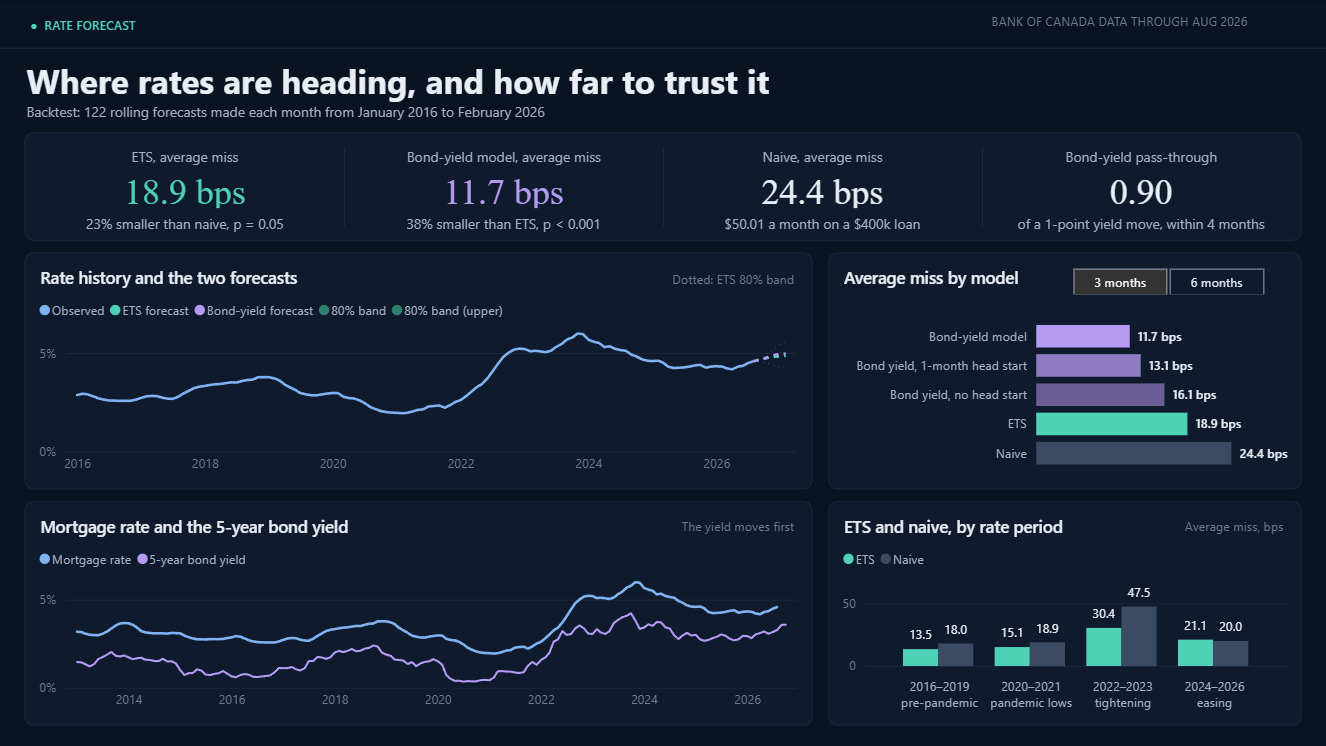 RATE FORECAST
BANK OF CANADA DATA THROUGH AUG 2026
Where rates are heading, and how far to trust it
Backtest: 122 rolling forecasts made each month from January 2016 to February 2026
ETS, average miss
18.9 bps
23% smaller than naive, p = 0.05
Bond-yield model, average miss
11.7 bps
38% smaller than ETS, p < 0.001
Naive, average miss
24.4 bps
$50.01 a month on a $400k loan
Bond-yield pass-through
0.90
of a 1-point yield move, within 4 months
Rate history and the two forecasts
Dotted: ETS 80% band
Observed ETS forecast Bond-yield forecast 80% band 80% band (upper)
5%
0%
2016 2018 2020 2022 2024 2026
Average miss by model
3 months 6 months
Bond-yield model 11.7 bps
Bond yield, 1-month head start 13.1 bps
Bond yield, no head start 16.1 bps
ETS 18.9 bps
Naive 24.4 bps
Mortgage rate and the 5-year bond yield
The yield moves first
Mortgage rate 5-year bond yield
5%
0%
2014 2016 2018 2020 2022 2024 2026
ETS and naive, by rate period
Average miss, bps
ETS Naive
50
0
13.5 18.0 15.1 18.9 30.4 47.5 21.1 20.0
2016–2019 2020–2021 2022–2023 2024–2026
pre-pandemic pandemic lows tightening easing